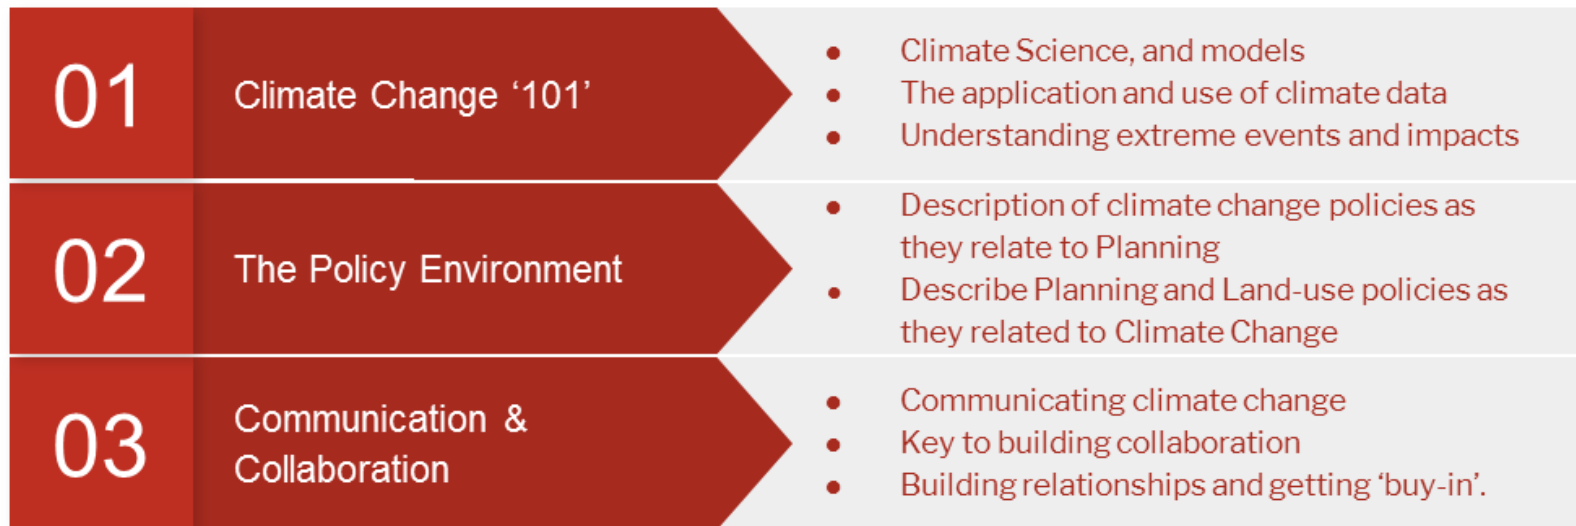 01
Climate Change ‘101’
● Climate Science, and models
● The application and use of climate data
● Understanding extreme events and impacts
02
The Policy Environment
● Description of climate change policies as
they relate to Planning
● Describe Planning and Land-use policies as
they related to Climate Change
03
Communication &
Collaboration
● Communicating climate change
● Key to building collaboration
● Building relationships and getting ‘buy-in’.